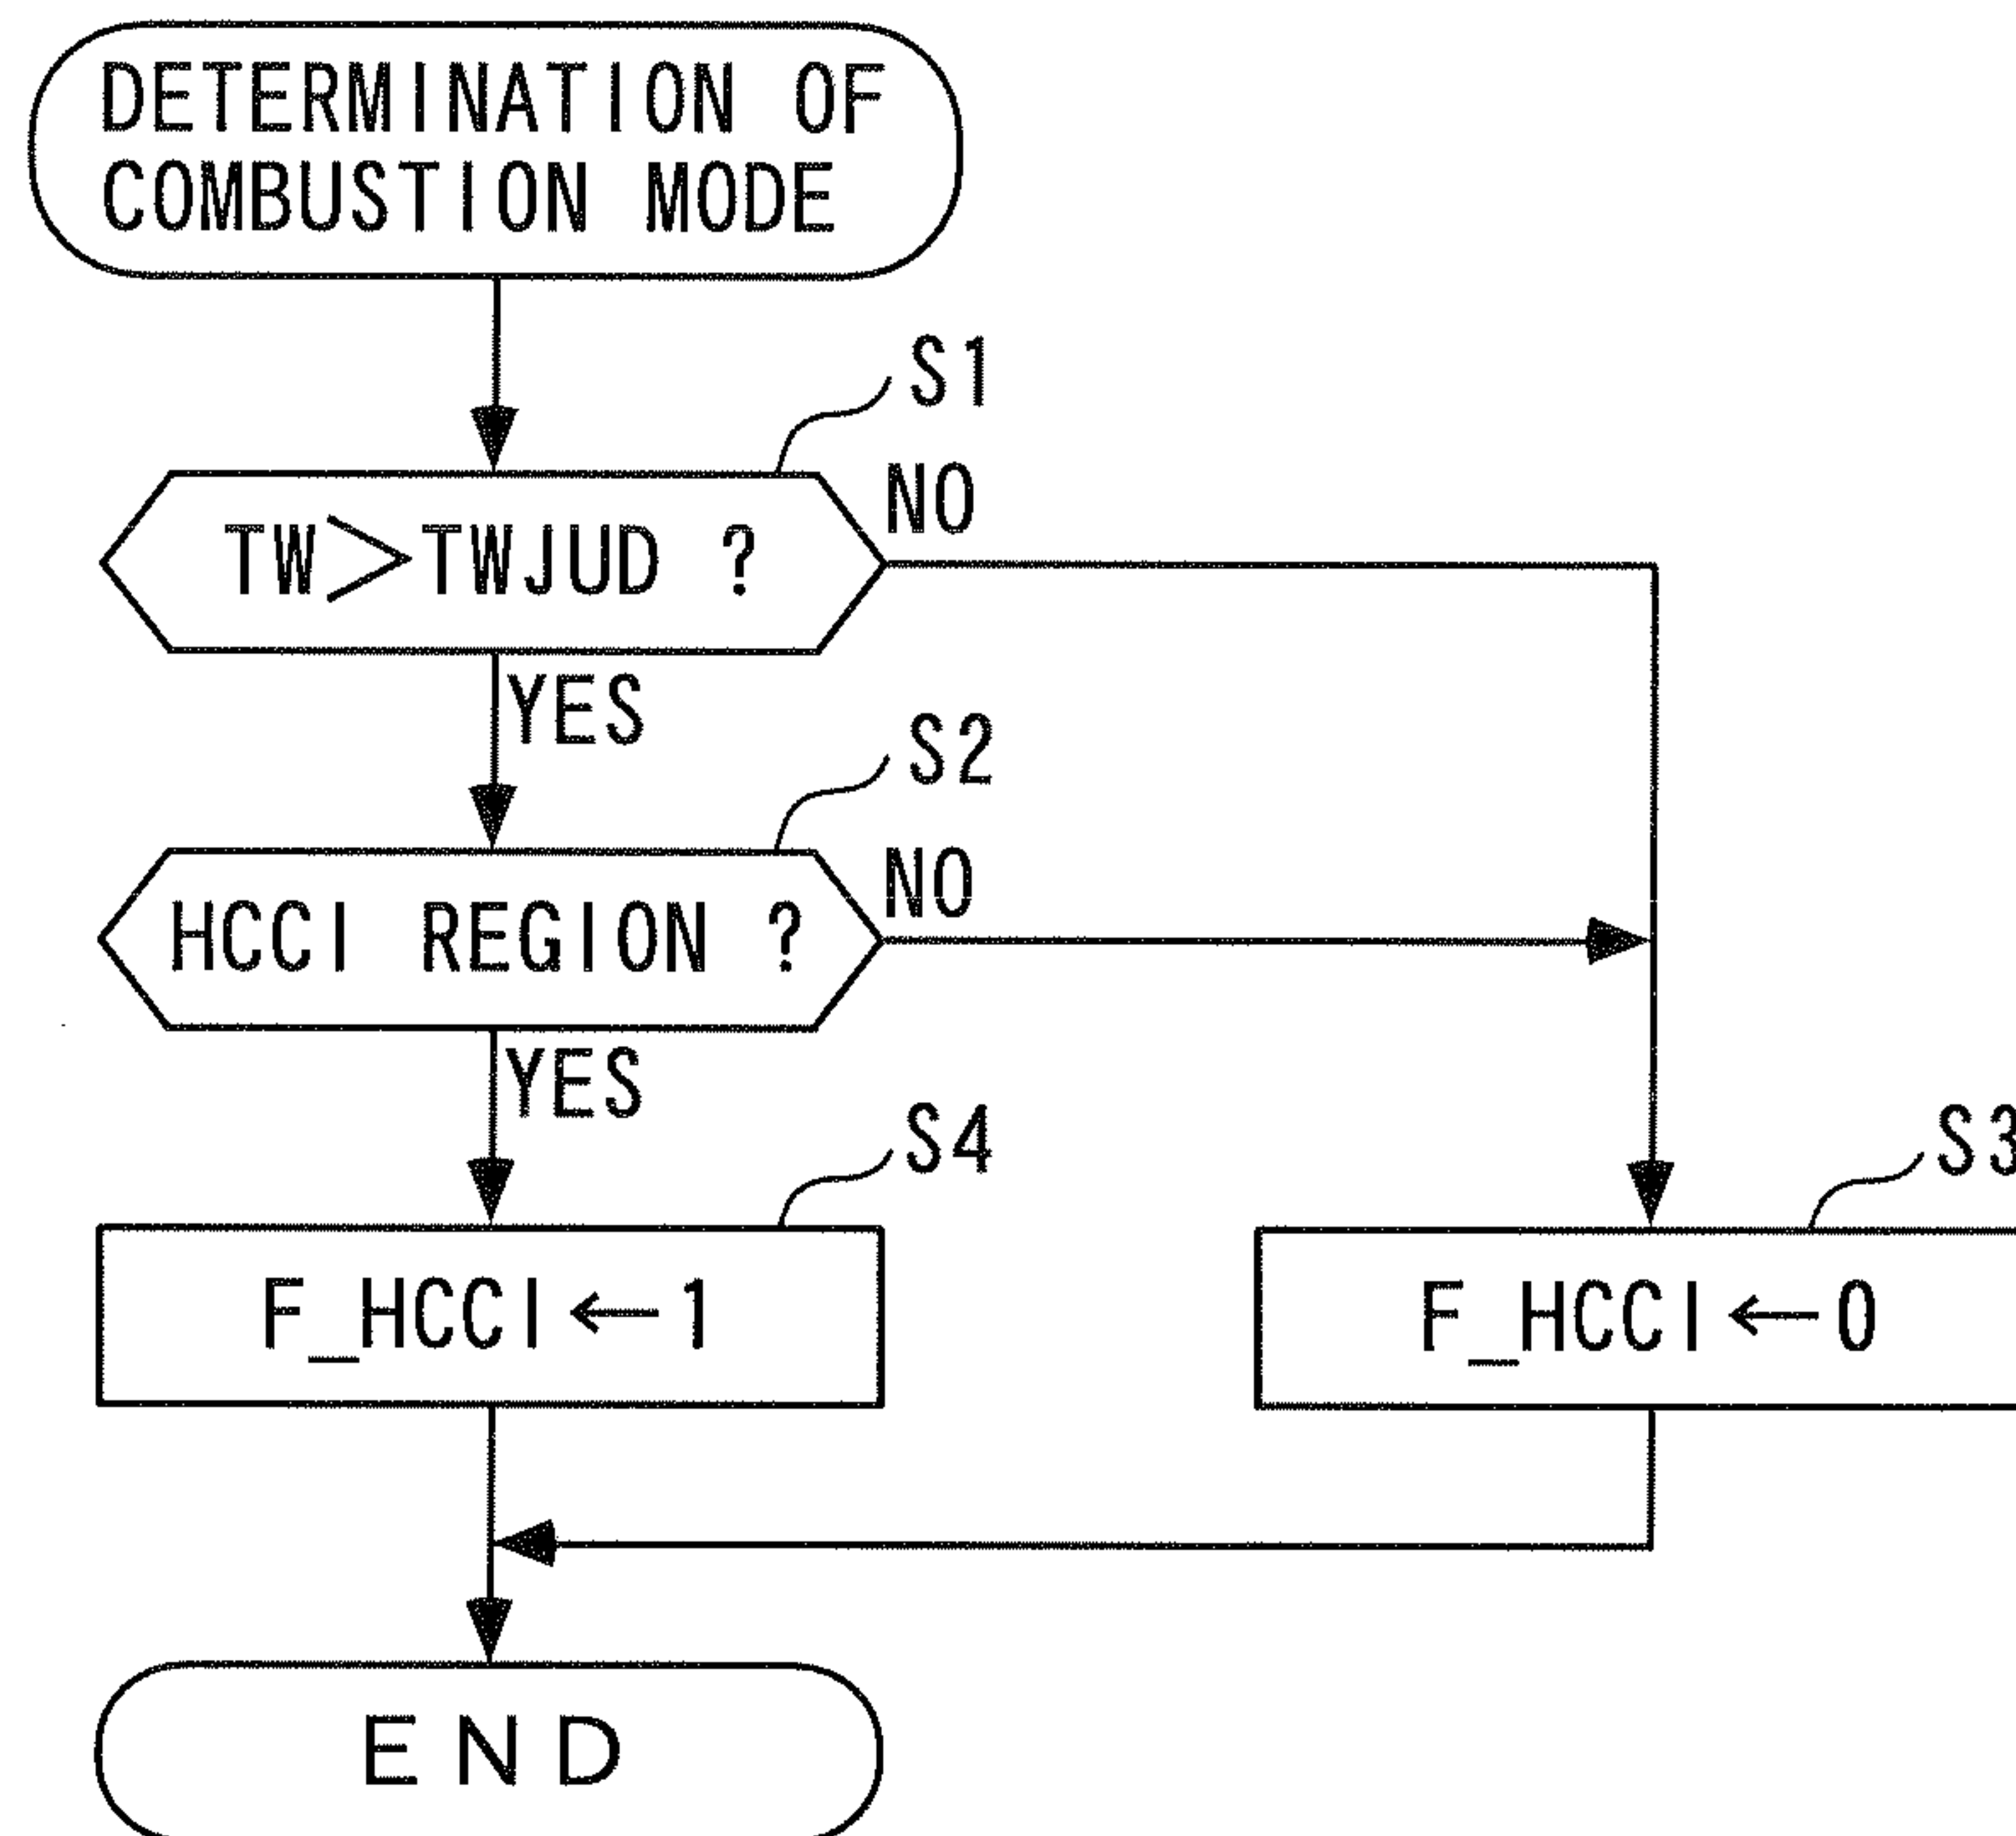 DETERMINATION OF
COMBUSTION MODE
S1
TW>TWJUD ?
NO
YES
S2
HCCI REGION ?
NO
YES
S4
F_HCCI←1
S3
F_HCCI←0
END